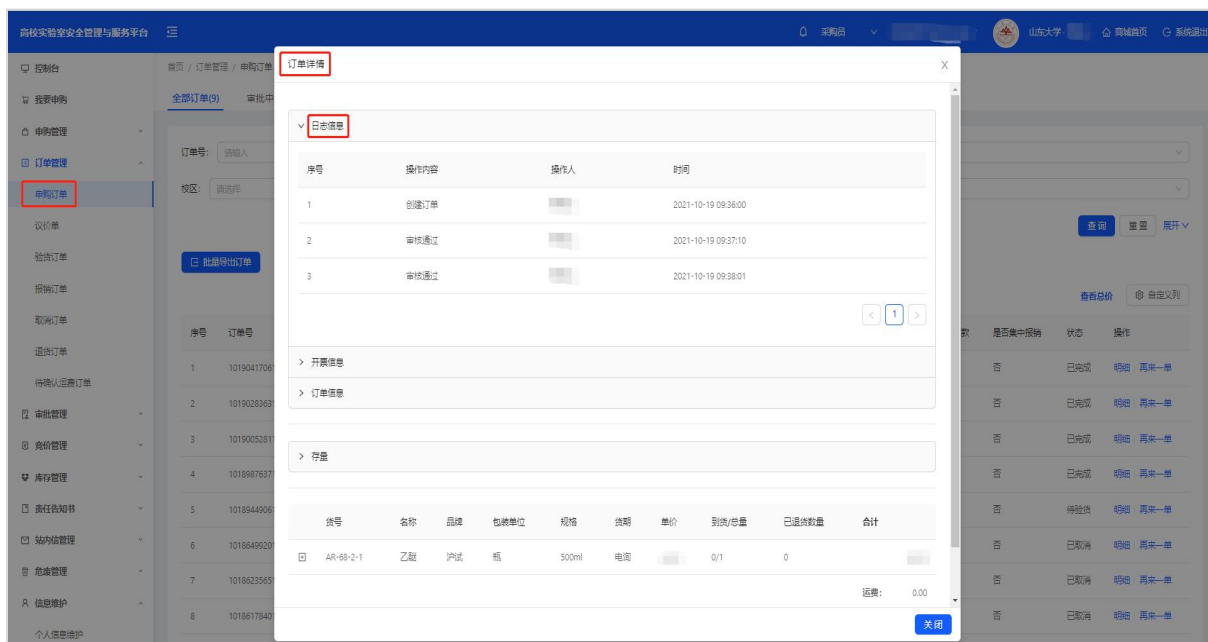 高校实验室安全管理与服务平台
采购员
山东大学·
商城首页
系统退出
控制台
我要申购
申购管理
订单管理
申购订单
议价单
验货订单
报销订单
取消订单
退货订单
待确认运费订单
审批管理
竞价管理
库存管理
责任告知书
站内信管理
危废管理
信息维护
个人信息维护
首页 / 订单管理 / 申购订单
全部订单(9) 审批中
订单号: 请输入
校区: 请选择
查询 重置 展开
批量导出订单
查看总价 自定义列
序号 订单号 款 是否集中报销 状态 操作
1 1019041706 否 已完成 明细 再来一单
2 1019028363 否 已完成 明细 再来一单
3 1019005281 否 已完成 明细 再来一单
4 1018987637 否 已完成 明细 再来一单
5 1018944906 否 待验货 明细 再来一单
6 1018649920 否 已取消 明细 再来一单
7 1018623565 否 已取消 明细 再来一单
8 1018617840 否 已取消 明细 再来一单
订单详情 X
日志信息
序号 操作内容 操作人 时间
1 创建订单 2021-10-19 09:36:00
2 审核通过 2021-10-19 09:37:10
3 审核通过 2021-10-19 09:38:01
< 1 >
开票信息
订单信息
存量
货号 名称 品牌 包装单位 规格 货期 单价 到货/总量 已退货数量 合计
AR-68-2-1 乙醚 沪试 瓶 500ml 电询 0/1 0
运费: 0.00
关闭